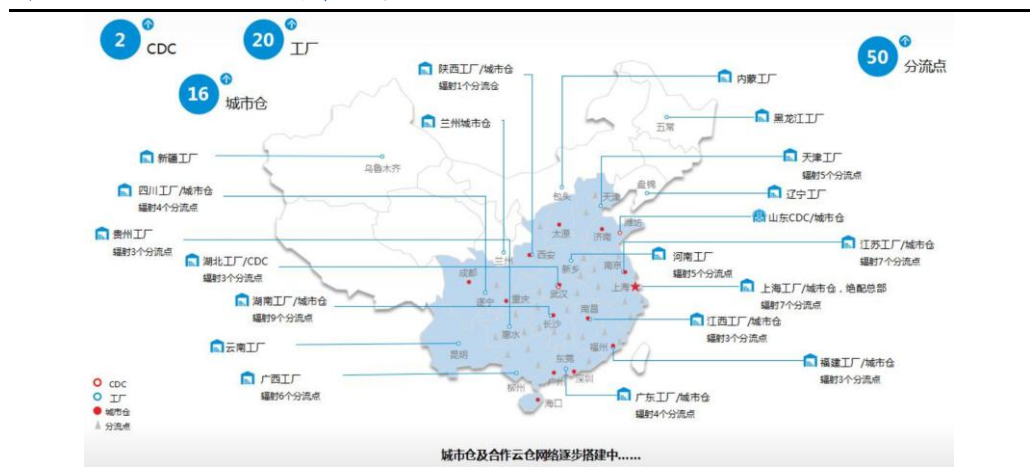 2 CDC
20 工厂
16 城市仓
50 分流点
陕西工厂/城市仓
辐射1个分流仓
内蒙工厂
兰州城市仓
黑龙江工厂
五常
新疆工厂
乌鲁木齐
天津工厂
辐射5个分流点
四川工厂/城市仓
辐射4个分流点
盘锦
辽宁工厂
包头
天津
山东CDC/城市仓
潍坊
贵州工厂
辐射3个分流点
太原
济南
江苏工厂/城市仓
辐射7个分流点
湖北工厂/CDC
辐射3个分流点
兰州
西安
河南工厂
辐射5个分流点
新乡
南京
成都
上海
上海工厂/城市仓，绝配总部
辐射7个分流点
湖南工厂/城市仓
辐射9个分流点
遂宁
重庆
武汉
南昌
长沙
江西工厂/城市仓
辐射3个分流点
惠水
云南工厂
昆明
福州
东莞
福建工厂/城市仓
辐射3个分流点
广西工厂
辐射6个分流点
柳州
广州
深圳
海口
广东工厂/城市仓
辐射4个分流点
CDC
工厂
城市仓
分流点
城市仓及合作云仓网络逐步搭建中......